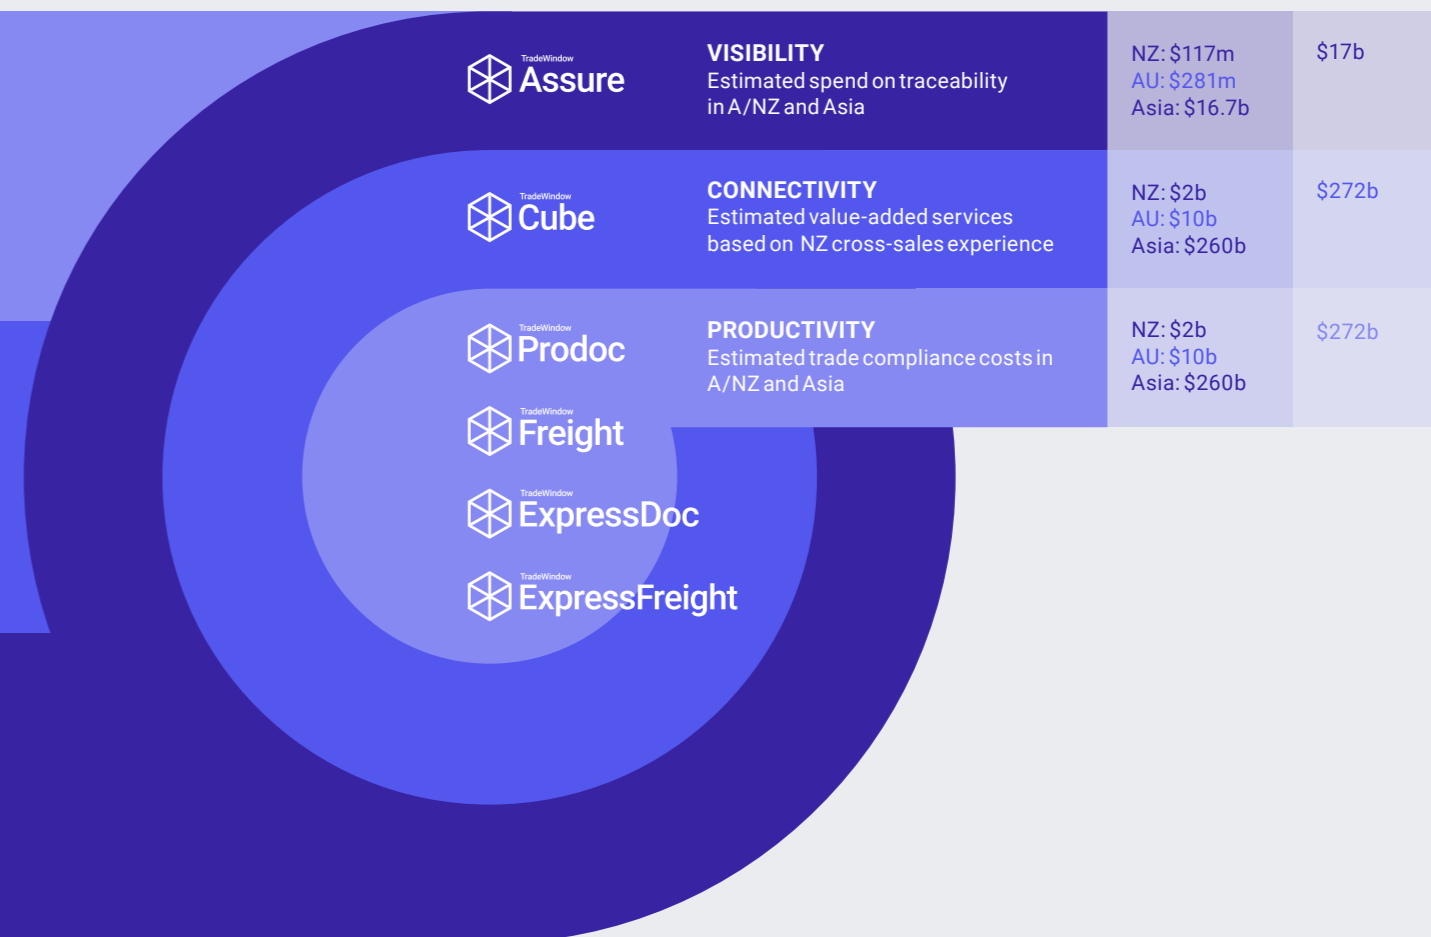 TradeWindow
Assure
VISIBILITY
Estimated spend on traceability
in A/NZ and Asia
NZ: $117m
AU: $281m
Asia: $16.7b
$17b
TradeWindow
Cube
CONNECTIVITY
Estimated value-added services
based on NZ cross-sales experience
NZ: $2b
AU: $10b
Asia: $260b
$272b
TradeWindow
Prodoc
PRODUCTIVITY
Estimated trade compliance costs in
A/NZ and Asia
NZ: $2b
AU: $10b
Asia: $260b
$272b
TradeWindow
Freight
TradeWindow
ExpressDoc
TradeWindow
ExpressFreight